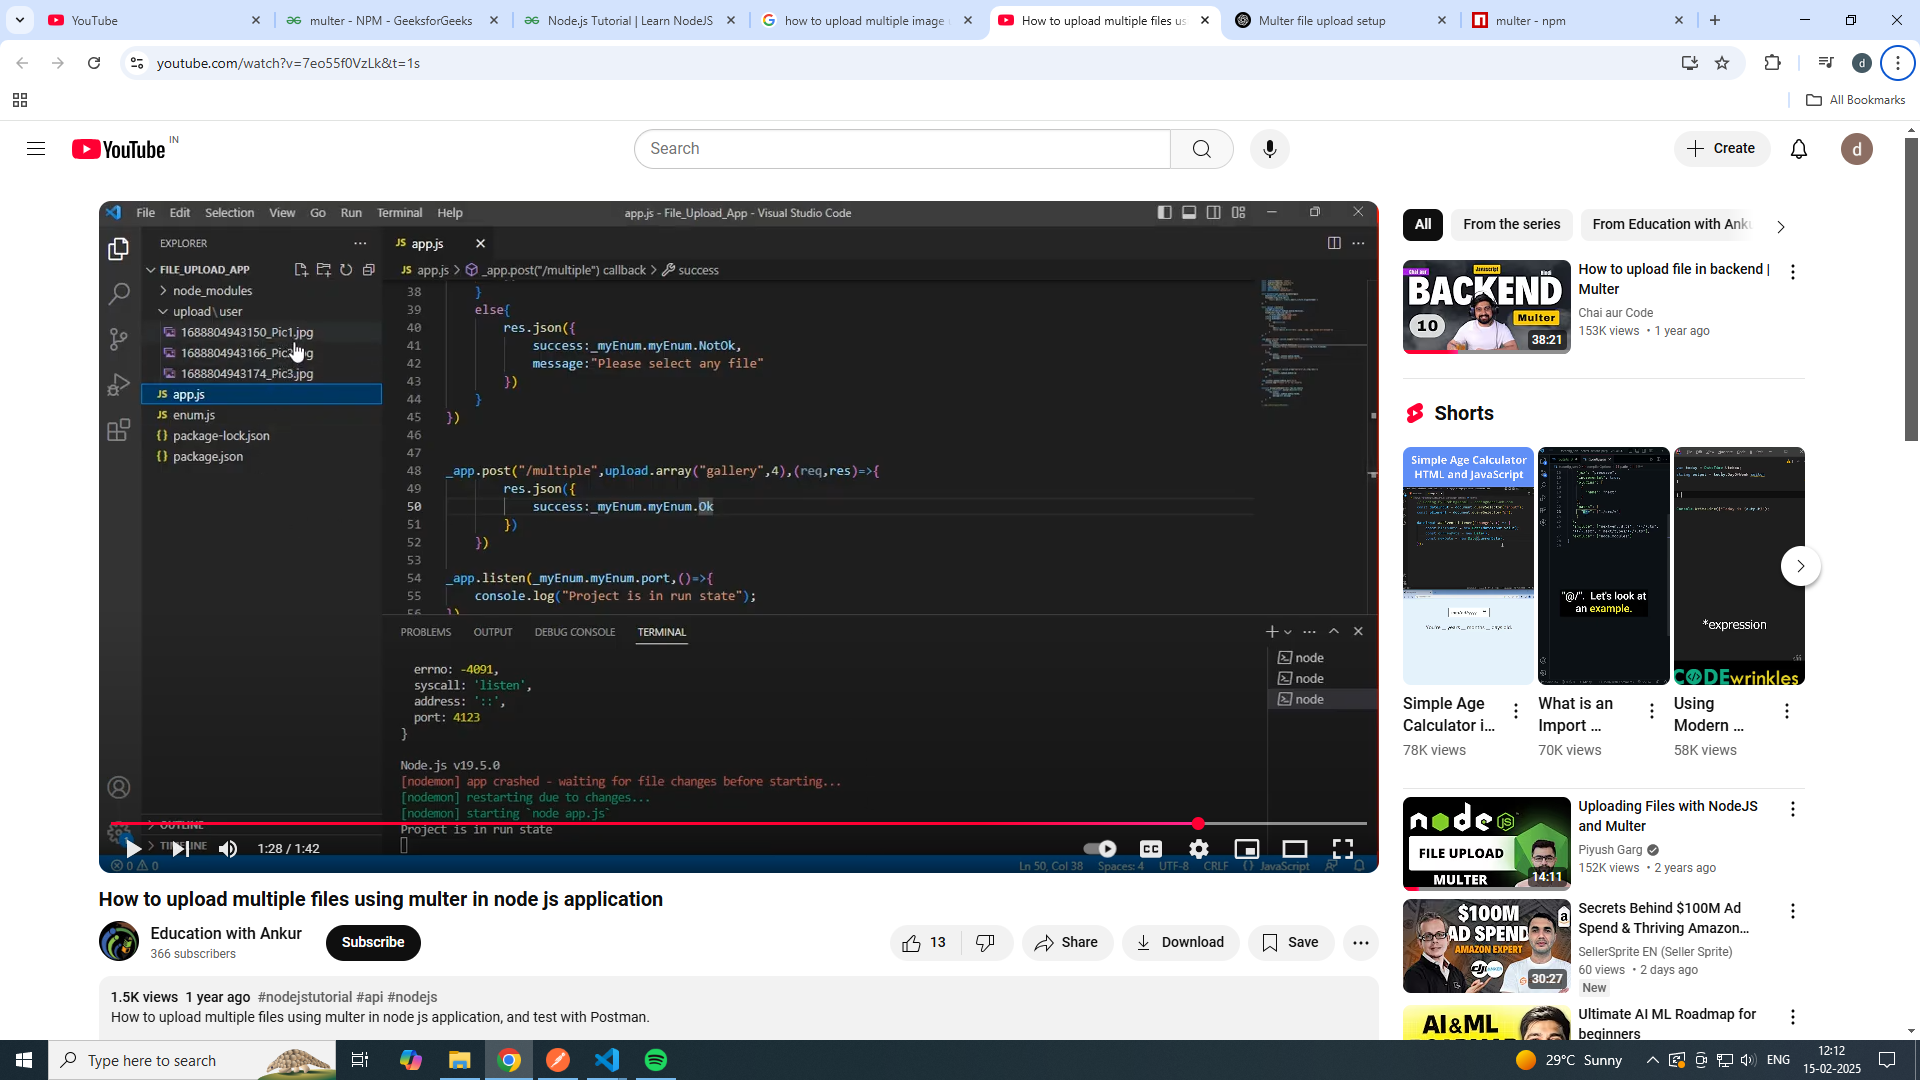 YouTube
multer - NPM - GeeksforGeeks
Node.js Tutorial | Learn NodeJS
how to upload multiple image
How to upload multiple files us
Multer file upload setup
multer - npm
youtube.com/watch?v=7eo55f0VzLk&t=1s
d
All Bookmarks
YouTube IN
Search
Create
d
File Edit Selection View Go Run Terminal Help
app.js - File_Upload_App - Visual Studio Code
EXPLORER
JS app.js
FILE_UPLOAD_APP
JS app.js > _app.post("/multiple") callback > success
node_modules
upload\user
1688804943150_Pic1.jpg
1688804943166_Pic
1688804943174_Pic3.jpg
JS app.js
JS enum.js
{} package-lock.json
{} package.json
38 }
39 else{
40 res.json({
41 success:_myEnum.myEnum.NotOk,
42 message:"Please select any file"
43 })
44 }
45 })
46
47
48 _app.post("/multiple",upload.array("gallery",4),(req,res)=>{
49 res.json({
50 success:_myEnum.myEnum.Ok
51 })
52 })
53
54 _app.listen(_myEnum.myEnum.port,()=>{
55 console.log("Project is in run state");
56 })
PROBLEMS OUTPUT DEBUG CONSOLE TERMINAL
errno: -4091,
syscall: 'listen',
address: '::',
port: 4123
}
Node.js v19.5.0
[nodemon] app crashed - waiting for file changes before starting...
[nodemon] restarting due to changes...
[nodemon] starting `node app.js`
Project is in run state
node
node
node
OUTLINE
TIMELINE
1:28 / 1:42
CC
0 0
Ln 50, Col 38 Spaces: 4 UTF-8 CRLF {} JavaScript
How to upload multiple files using multer in node js application
Education with Ankur
366 subscribers
Subscribe
13
Share
Download
Save
1.5K views 1 year ago #nodejstutorial #api #nodejs
How to upload multiple files using multer in node js application, and test with Postman.
All
From the series
From Education with Anku
Chai aur
Javascript
Hindi
BACKEND
10
Multer
38:21
How to upload file in backend |
Multer
Chai aur Code
153K views • 1 year ago
Shorts
Simple Age Calculator
HTML and JavaScript
"@/". Let's look at
an example.
*expression
CODEwrinkles
Simple Age
Calculator i...
78K views
What is an
Import ...
70K views
Using
Modern ...
58K views
node JS
FILE UPLOAD
MULTER
14:11
Uploading Files with NodeJS
and Multer
Piyush Garg
152K views • 2 years ago
$100M
AD SPEND
AMAZON EXPERT
30:27
Secrets Behind $100M Ad
Spend & Thriving Amazon...
SellerSprite EN (Seller Sprite)
60 views • 2 days ago
New
AI & ML
Ultimate AI ML Roadmap for
beginners
Type here to search
29°C Sunny
ENG
12:12
15-02-2025